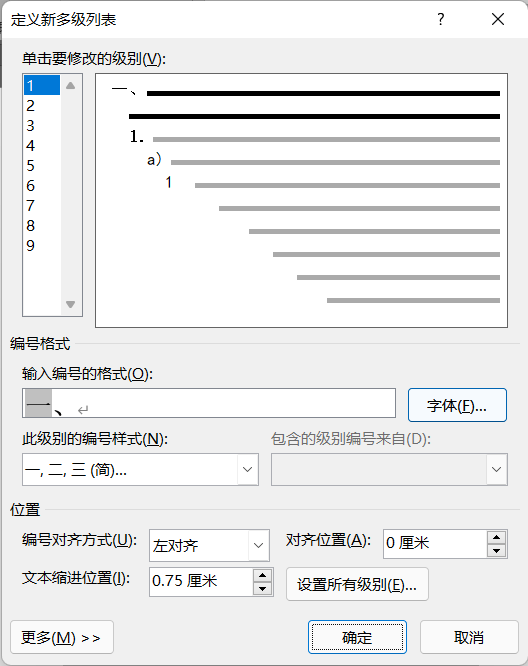 定义新多级列表 ? ×
单击要修改的级别(V):
1
2
3
4
5
6
7
8
9
一、
1.
a)
1
编号格式
输入编号的格式(O):
一、↵
字体(F)...
此级别的编号样式(N): 包含的级别编号来自(D):
一, 二, 三 (简)...
位置
编号对齐方式(U): 左对齐 对齐位置(A): 0 厘米
文本缩进位置(I): 0.75 厘米 设置所有级别(E)...
更多(M) >> 确定 取消